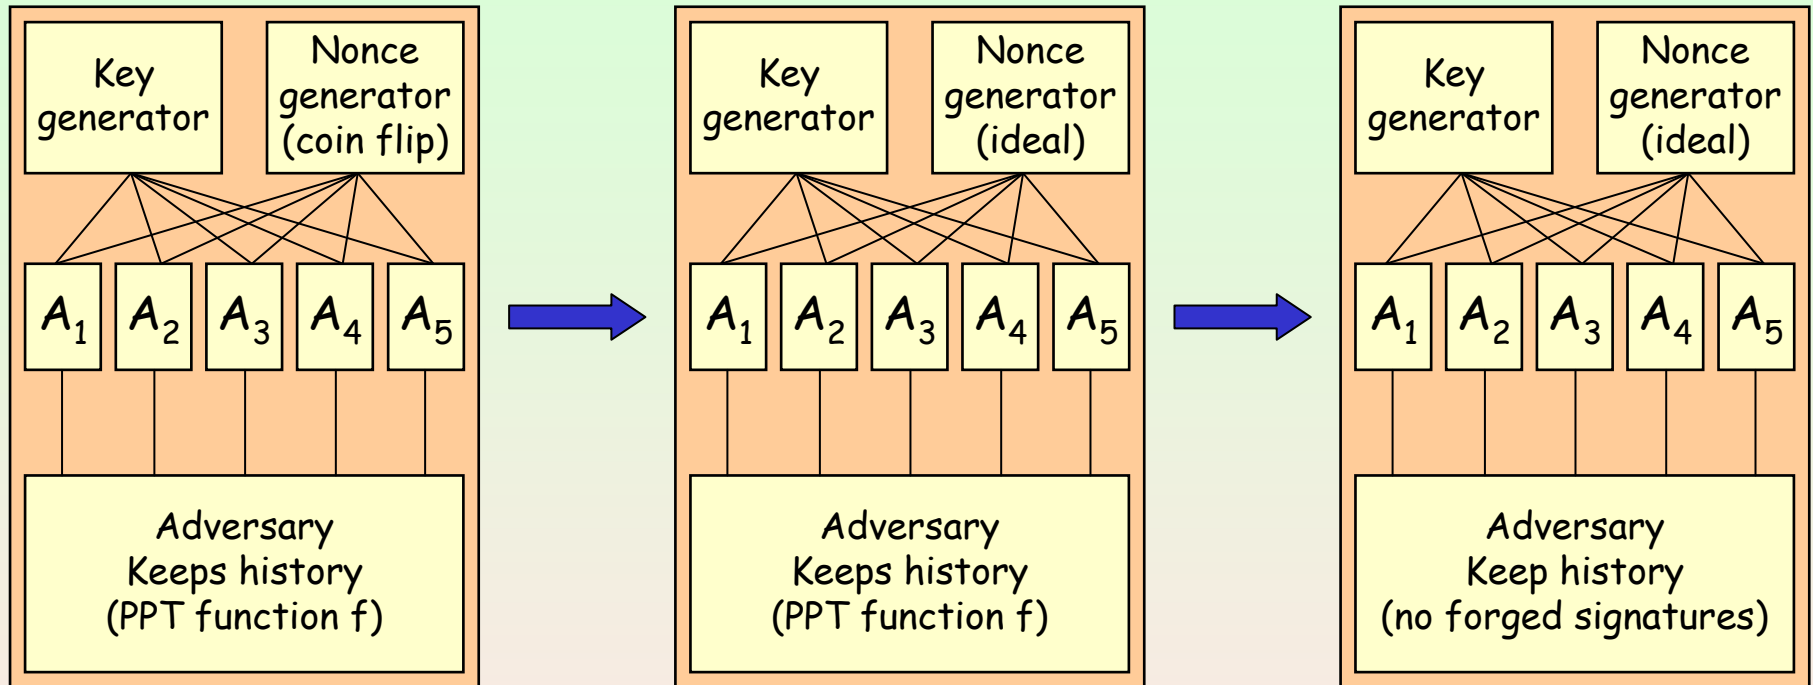 Key
generator
Nonce
generator
(coin flip)
A₁
A₂
A₃
A₄
A₅
Adversary
Keeps history
(PPT function f)
Key
generator
Nonce
generator
(ideal)
A₁
A₂
A₃
A₄
A₅
Adversary
Keeps history
(PPT function f)
Key
generator
Nonce
generator
(ideal)
A₁
A₂
A₃
A₄
A₅
Adversary
Keep history
(no forged signatures)